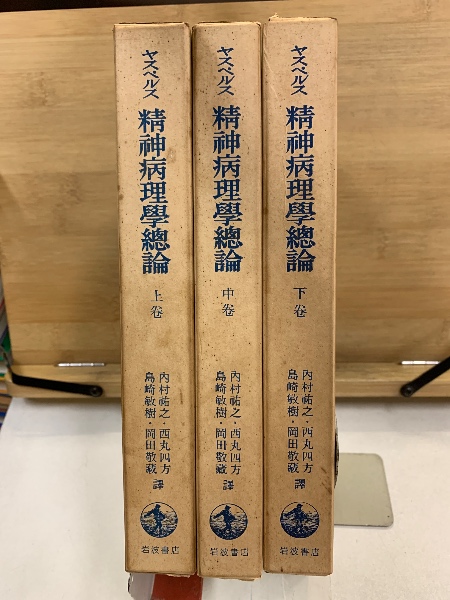 ヤスペルス
精神病理學總論
上卷
内村祐之・西丸四方
島崎敏樹・岡田敬藏 譯
岩波書店
ヤスペルス
精神病理學總論
中卷
内村祐之・西丸四方
島崎敏樹・岡田敬藏 譯
岩波書店
ヤスペルス
精神病理學總論
下卷
内村祐之・西丸四方
島崎敏樹・岡田敬藏 譯
岩波書店